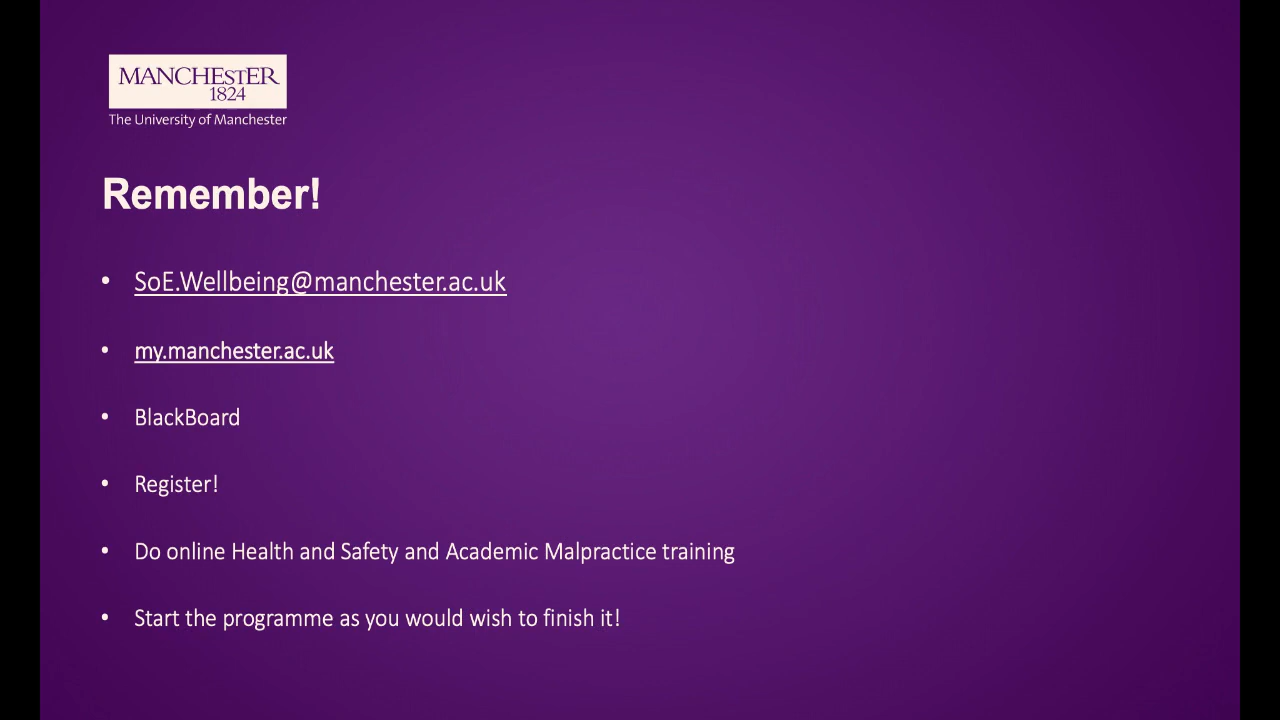 MANCHESTER
1824
The University of Manchester
Remember!
• SoE.Wellbeing@manchester.ac.uk
• my.manchester.ac.uk
• BlackBoard
• Register!
• Do online Health and Safety and Academic Malpractice training
• Start the programme as you would wish to finish it!